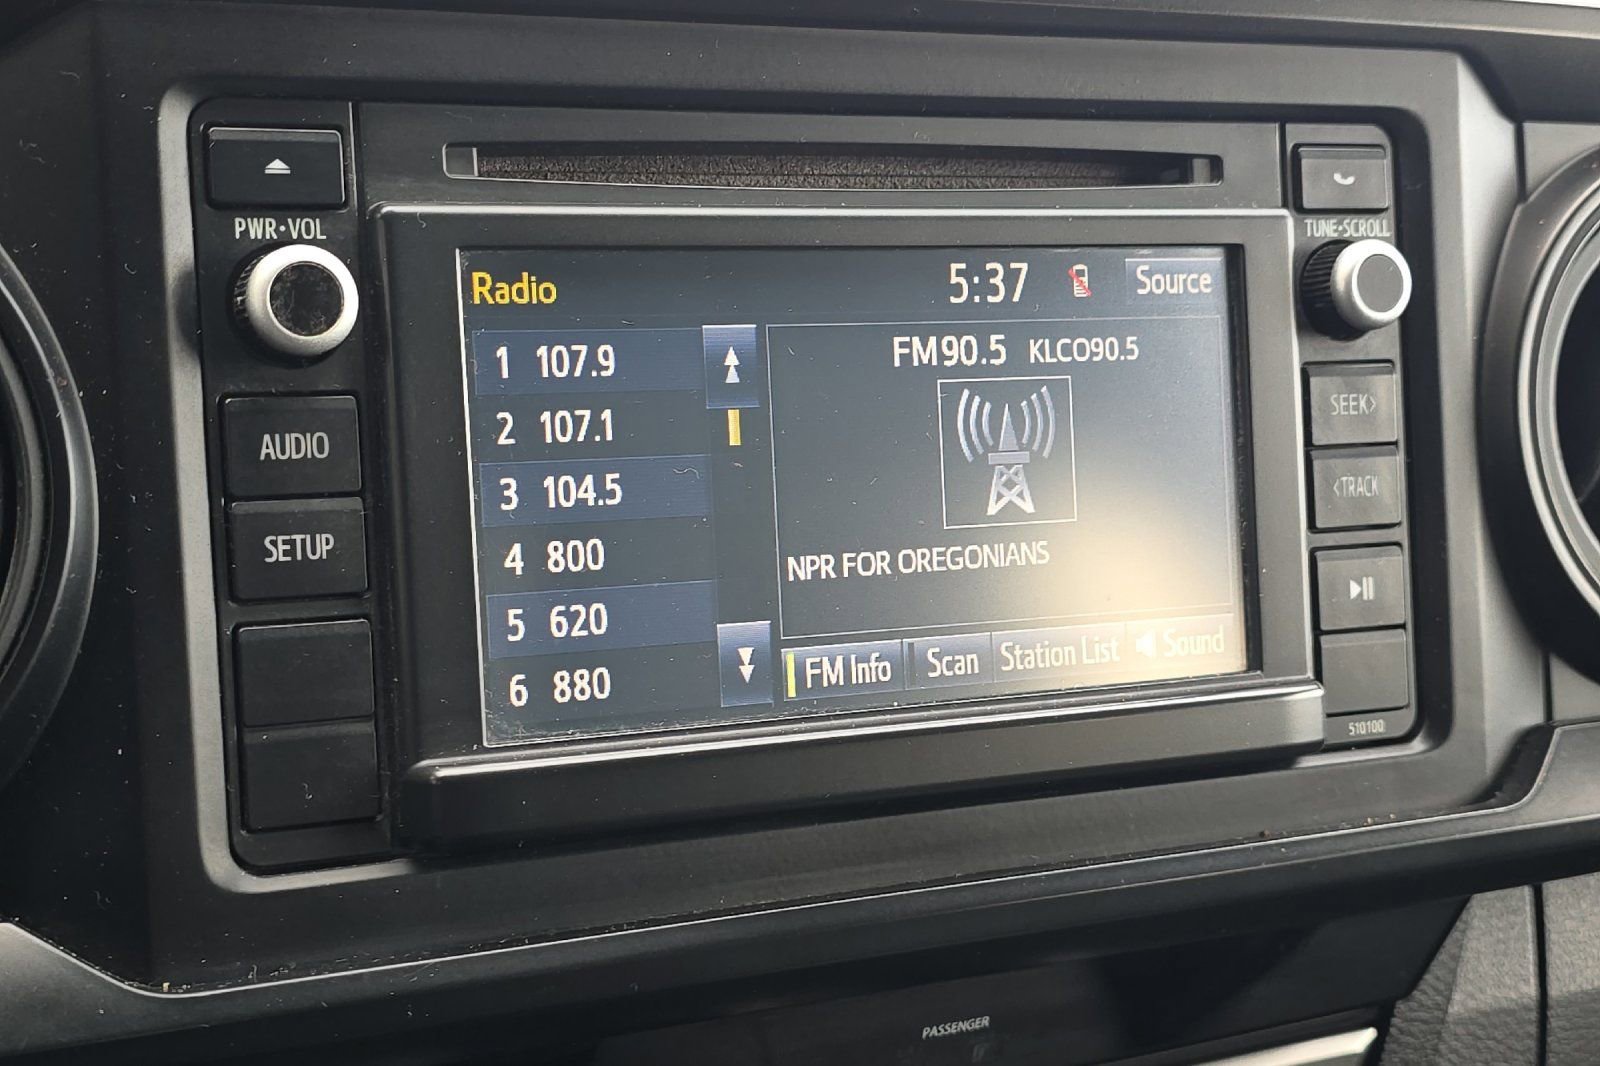 PWR•VOL
TUNE•SCROLL
Radio
5:37
Source
1 107.9
2 107.1
3 104.5
4 800
5 620
6 880
FM90.5 KLCO90.5
NPR FOR OREGONIANS
FM Info
Scan
Station List
Sound
AUDIO
SETUP
SEEK>
<TRACK
510100
PASSENGER